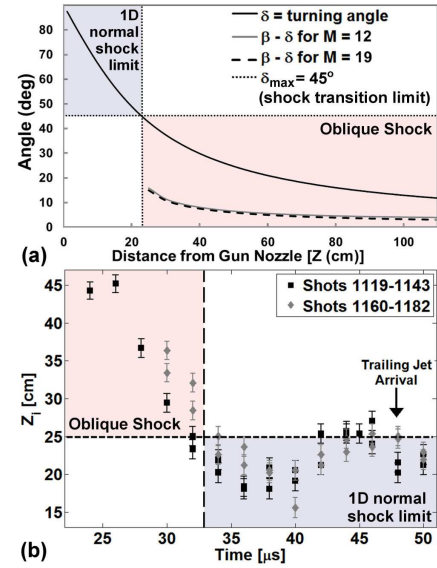 90
80
70
60
50
40
30
20
10
0
Angle (deg)
1D
normal
shock
limit
δ = turning angle
β - δ for M = 12
β - δ for M = 19
δmax= 45º
(shock transition limit)
Oblique Shock
0 20 40 60 80 100
(a)
Distance from Gun Nozzle [Z (cm)]
45
40
35
30
25
20
15
Zi [cm]
Shots 1119-1143
Shots 1160-1182
Trailing Jet
Arrival
Oblique Shock
1D normal
shock limit
25 30 35 40 45 50
(b)
Time [μs]